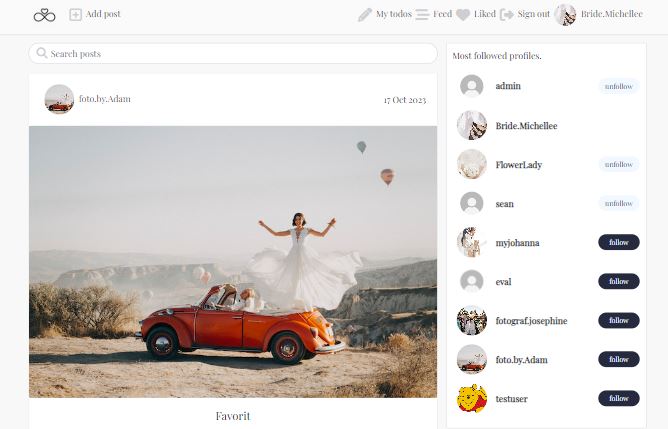 Add post
My todos
Feed
Liked
Sign out
Bride.Michellee
Search posts
foto.by.Adam
17 Oct 2023
Favorit
Most followed profiles.
admin
unfollow
Bride.Michellee
FlowerLady
unfollow
sean
unfollow
myjohanna
follow
eval
follow
fotograf.josephine
follow
foto.by.Adam
follow
testuser
follow